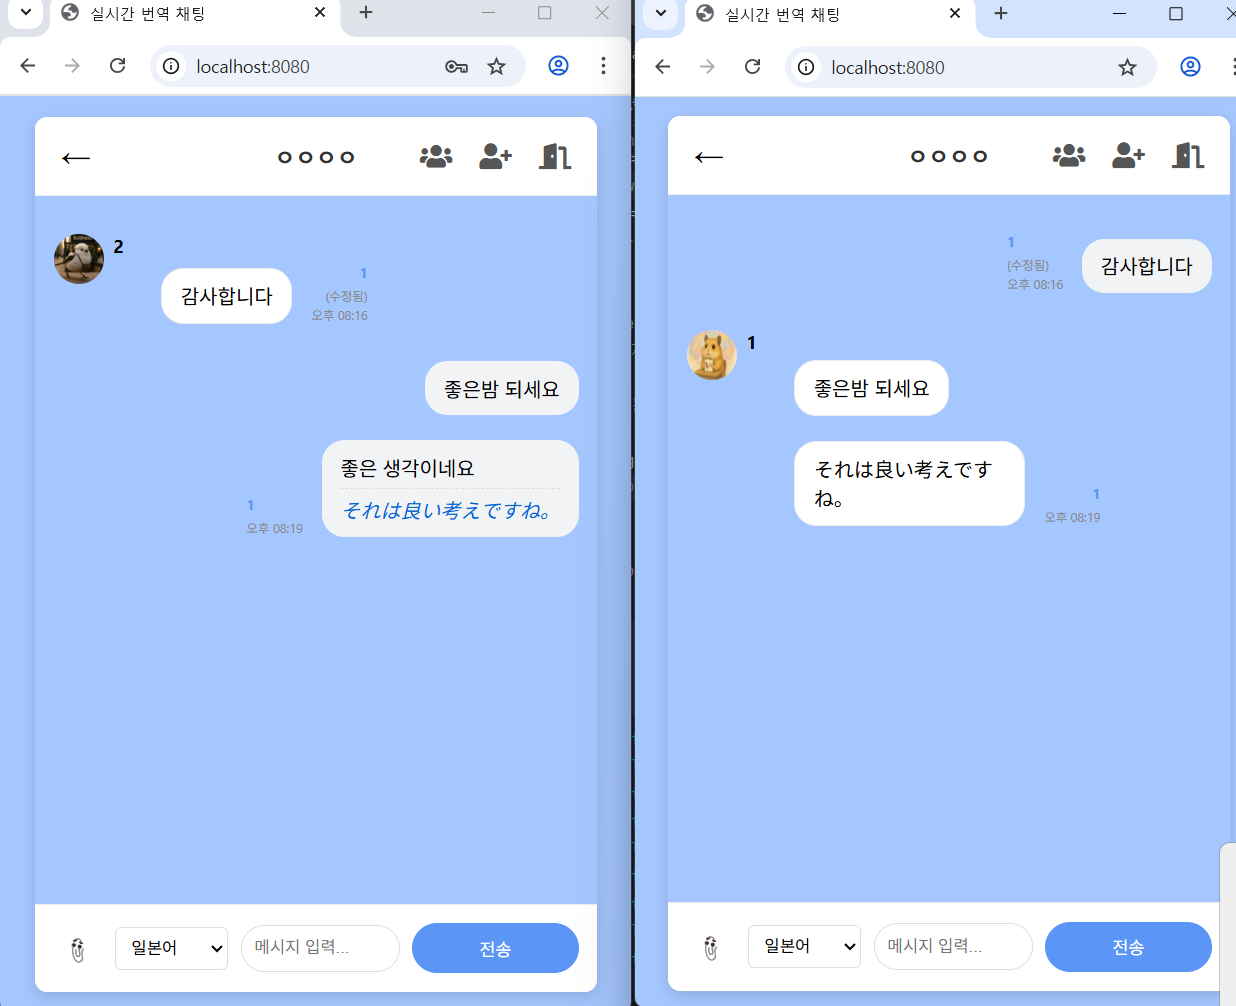 실시간 번역 채팅
localhost:8080
ㅇㅇㅇㅇ
2
감사합니다
1
(수정됨)
오후 08:16
좋은밤 되세요
좋은 생각이네요
それは良い考えですね。
1
오후 08:19
일본어
메시지 입력...
전송
실시간 번역 채팅
localhost:8080
ㅇㅇㅇㅇ
1
(수정됨)
오후 08:16
감사합니다
1
좋은밤 되세요
それは良い考えです
ね。
1
오후 08:19
일본어
메시지 입력...
전송